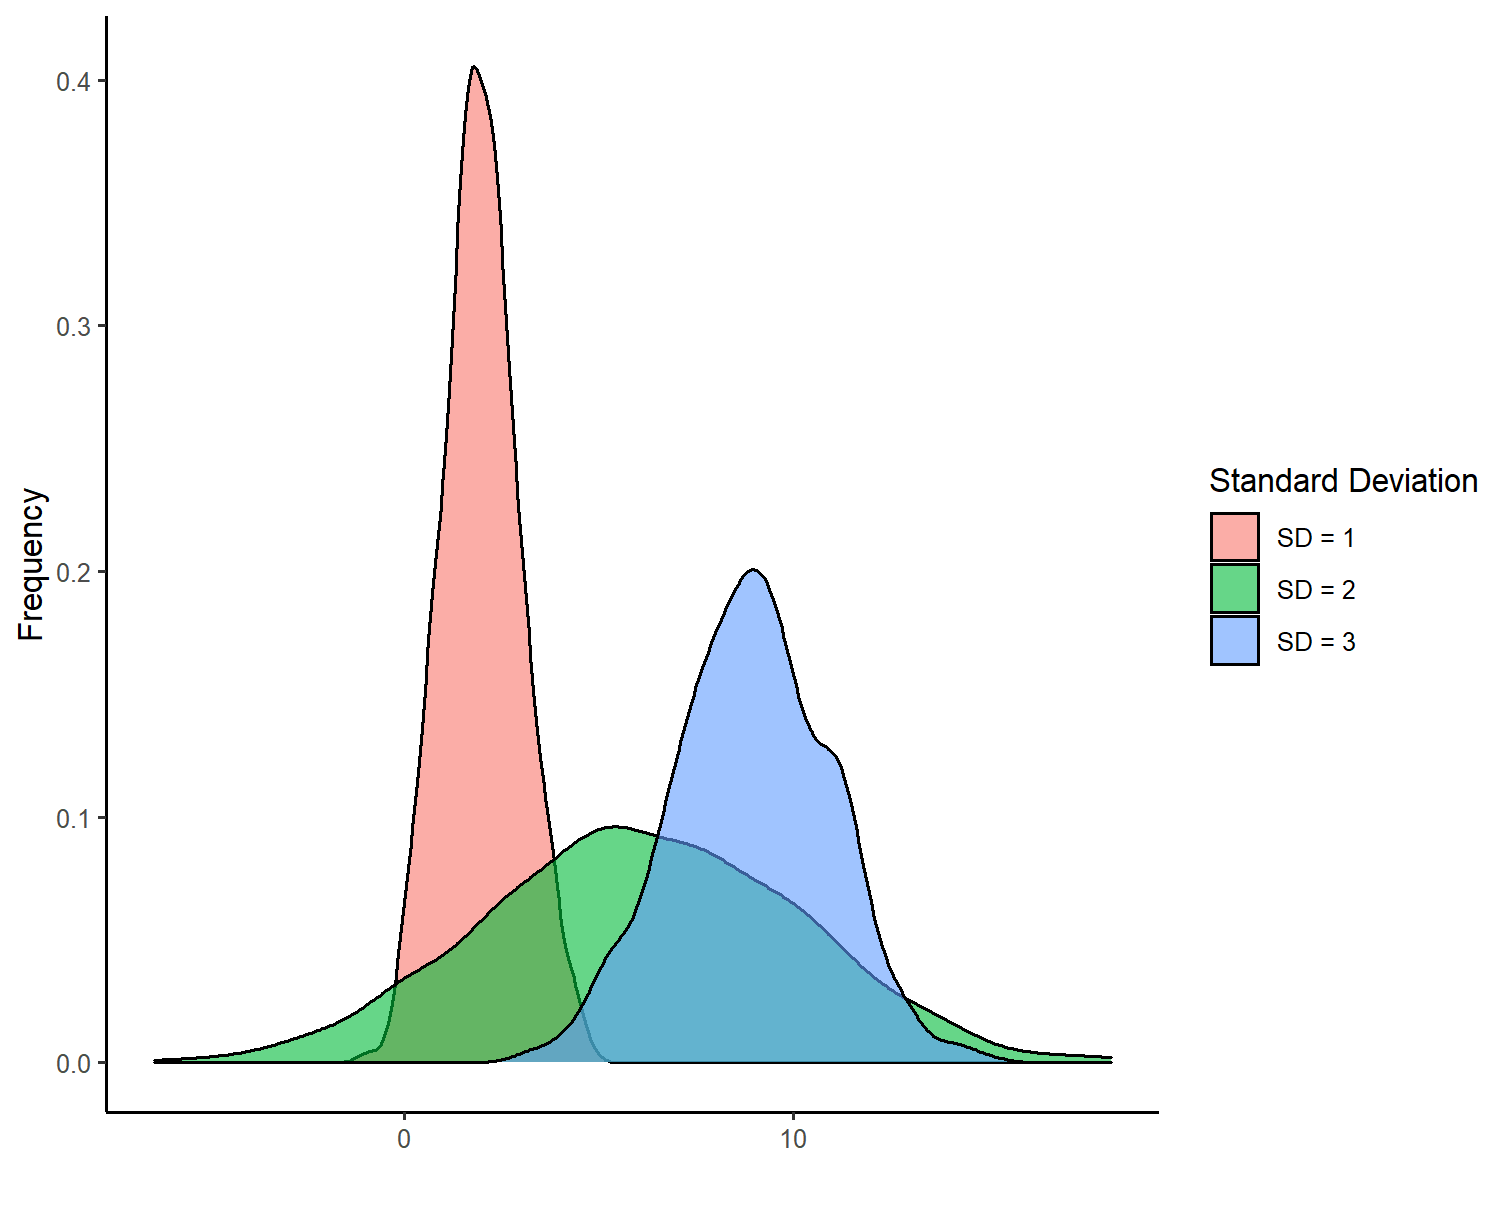 0.4
0.3
0.2
0.1
0.0
Frequency
0
10
Standard Deviation
SD = 1
SD = 2
SD = 3